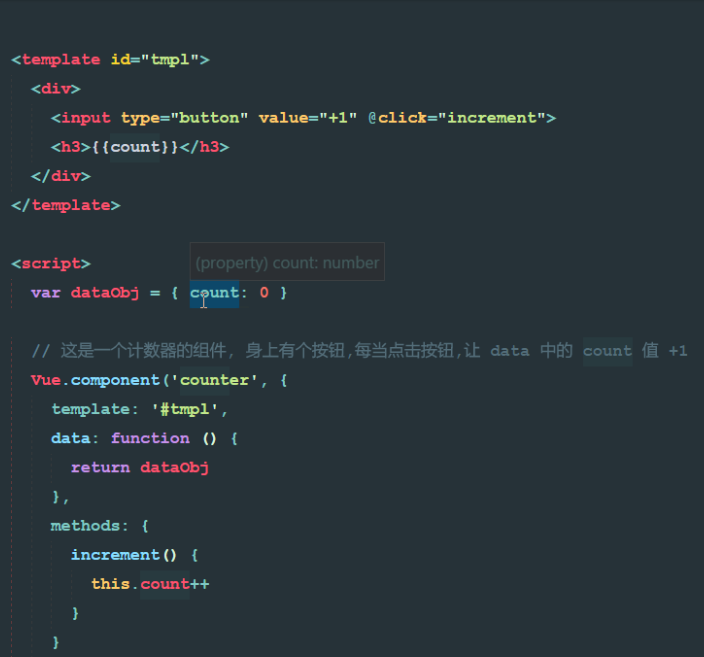 <template id="tmpl">
<div>
<input type="button" value="+1" @click="increment">
<h3>{{count}}</h3>
</div>
</template>
<script>
(property) count: number
var dataObj = { count: 0 }
// 这是一个计数器的组件, 身上有个按钮,每当点击按钮,让 data 中的 count 值 +1
Vue.component('counter', {
template: '#tmpl',
data: function () {
return dataObj
},
methods: {
increment() {
this.count++
}
}